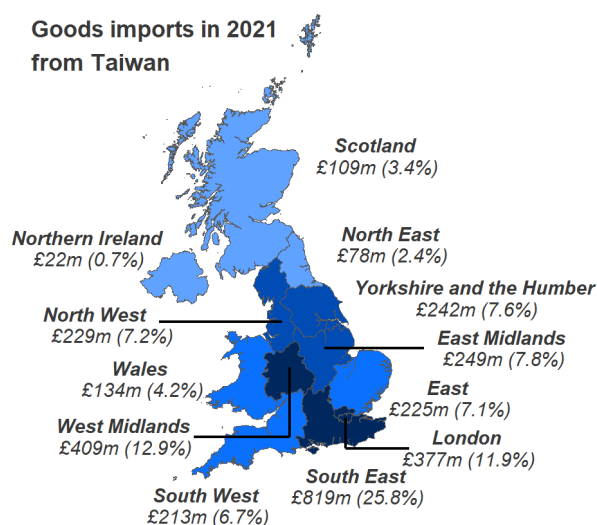 Goods imports in 2021
from Taiwan
Scotland
£109m (3.4%)
Northern Ireland
£22m (0.7%)
North East
£78m (2.4%)
Yorkshire and the Humber
£242m (7.6%)
North West
£229m (7.2%)
East Midlands
£249m (7.8%)
Wales
£134m (4.2%)
East
£225m (7.1%)
West Midlands
£409m (12.9%)
London
£377m (11.9%)
South East
£819m (25.8%)
South West
£213m (6.7%)